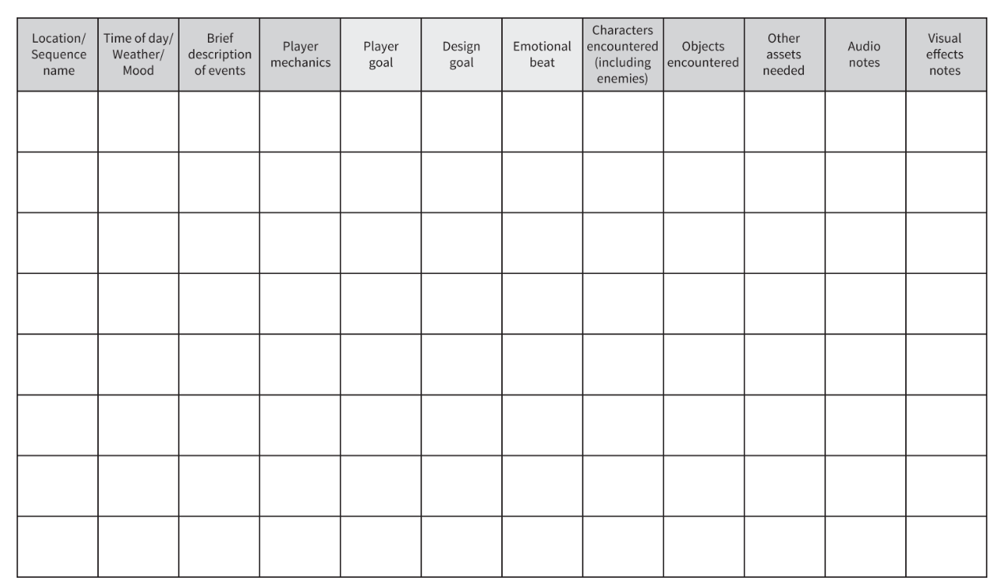 Location/
Sequence
name
Time of day/
Weather/
Mood
Brief
description
of events
Player
mechanics
Player
goal
Design
goal
Emotional
beat
Characters
encountered
(including
enemies)
Objects
encountered
Other
assets
needed
Audio
notes
Visual
effects
notes